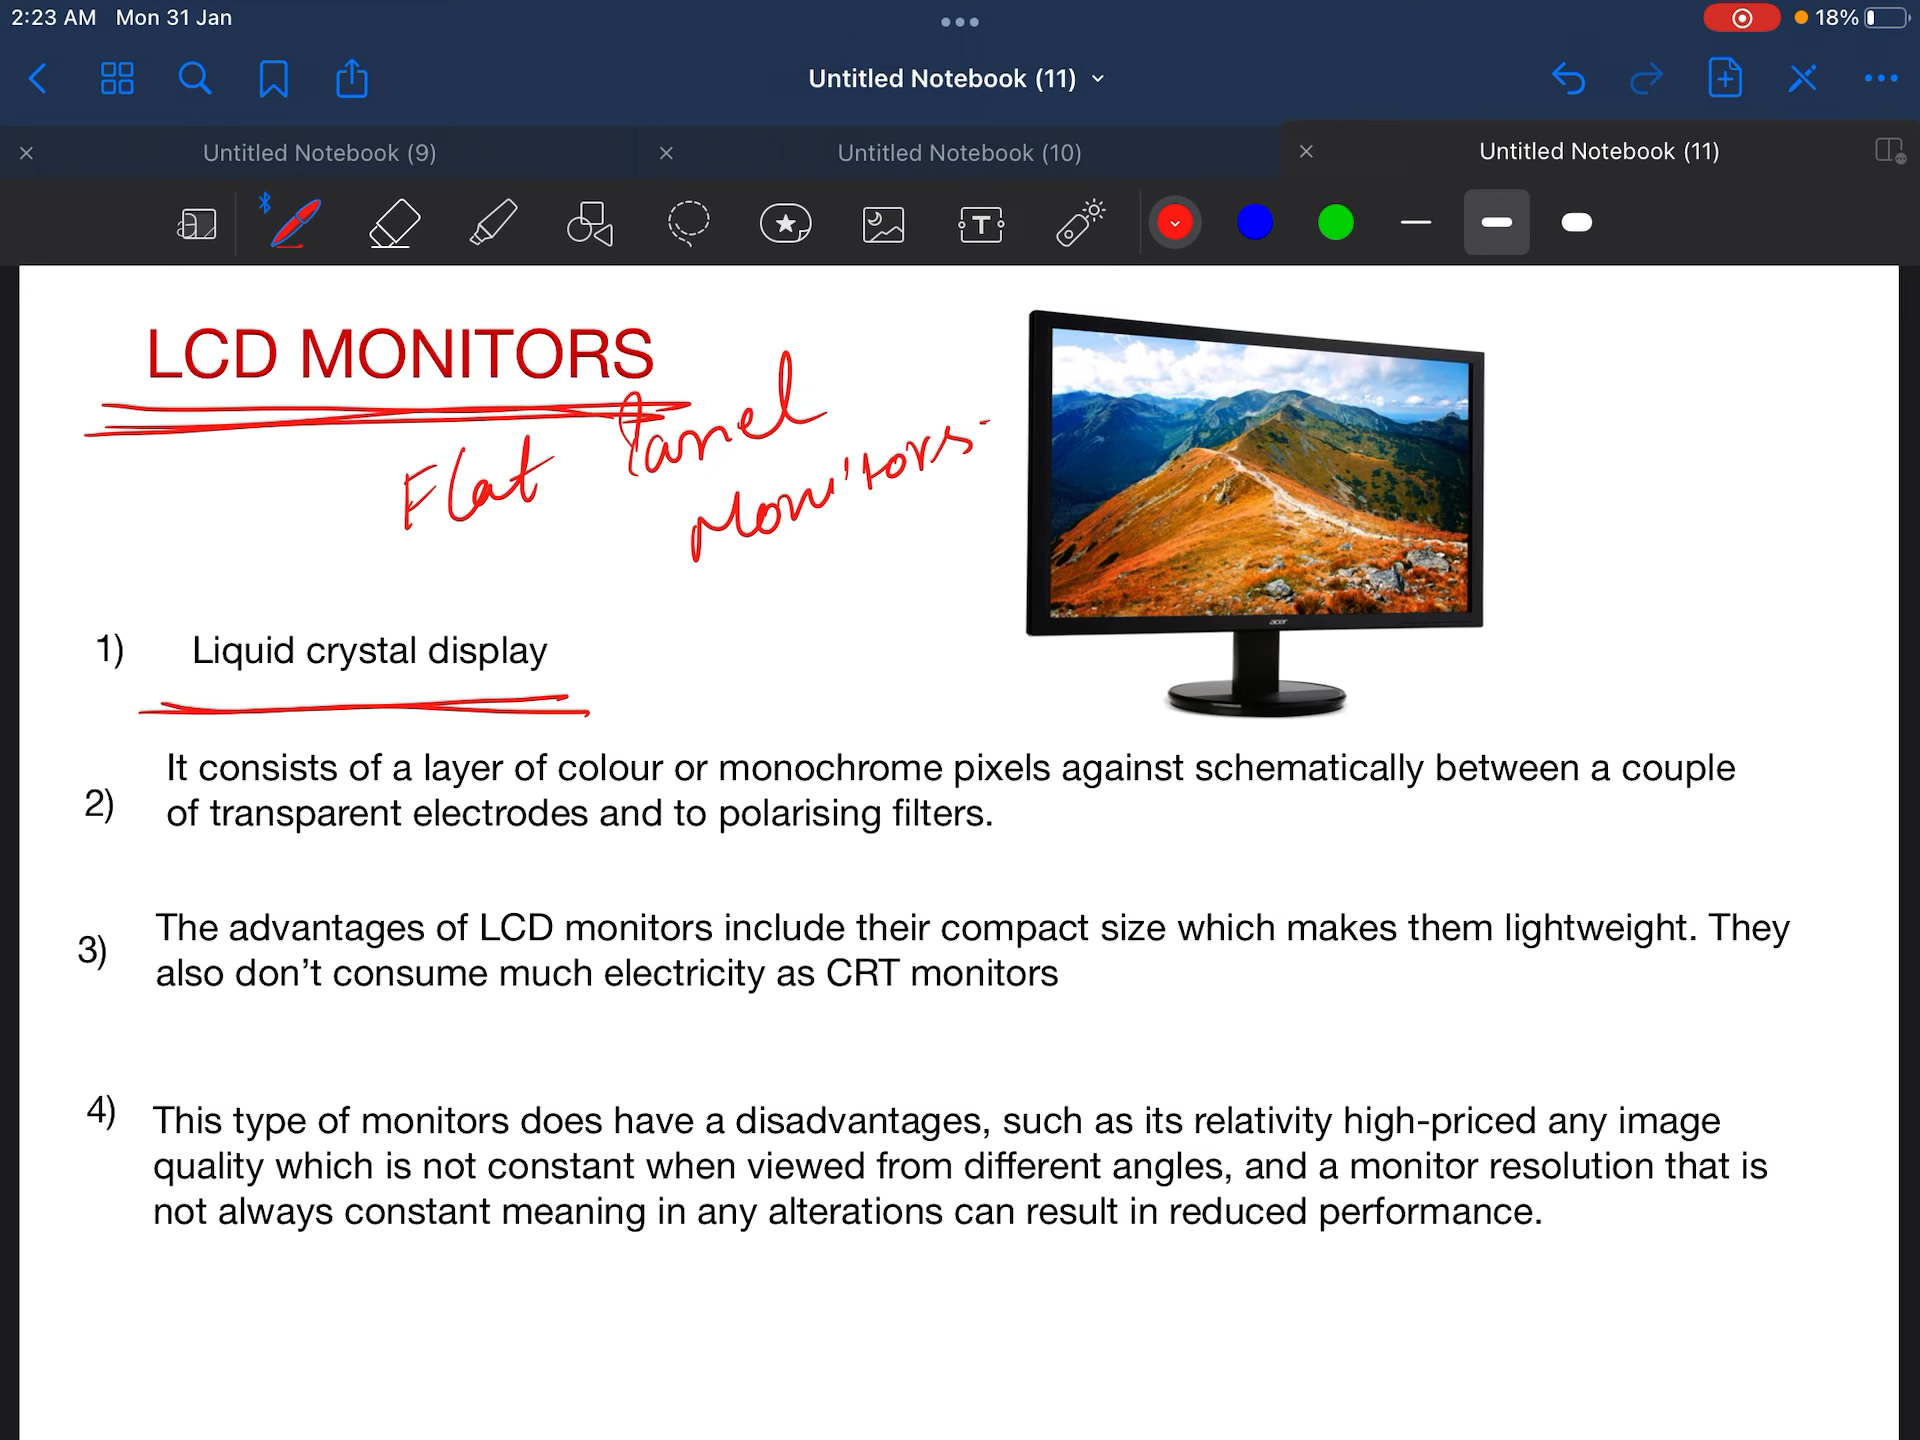 2:23 AM Mon 31 Jan
18%
Untitled Notebook (11)
Untitled Notebook (9)
Untitled Notebook (10)
Untitled Notebook (11)
LCD MONITORS
Flat Panel
Monitors.
acer
1) Liquid crystal display
2) It consists of a layer of colour or monochrome pixels against schematically between a couple
of transparent electrodes and to polarising filters.
3) The advantages of LCD monitors include their compact size which makes them lightweight. They
also don’t consume much electricity as CRT monitors
4) This type of monitors does have a disadvantages, such as its relativity high-priced any image
quality which is not constant when viewed from different angles, and a monitor resolution that is
not always constant meaning in any alterations can result in reduced performance.